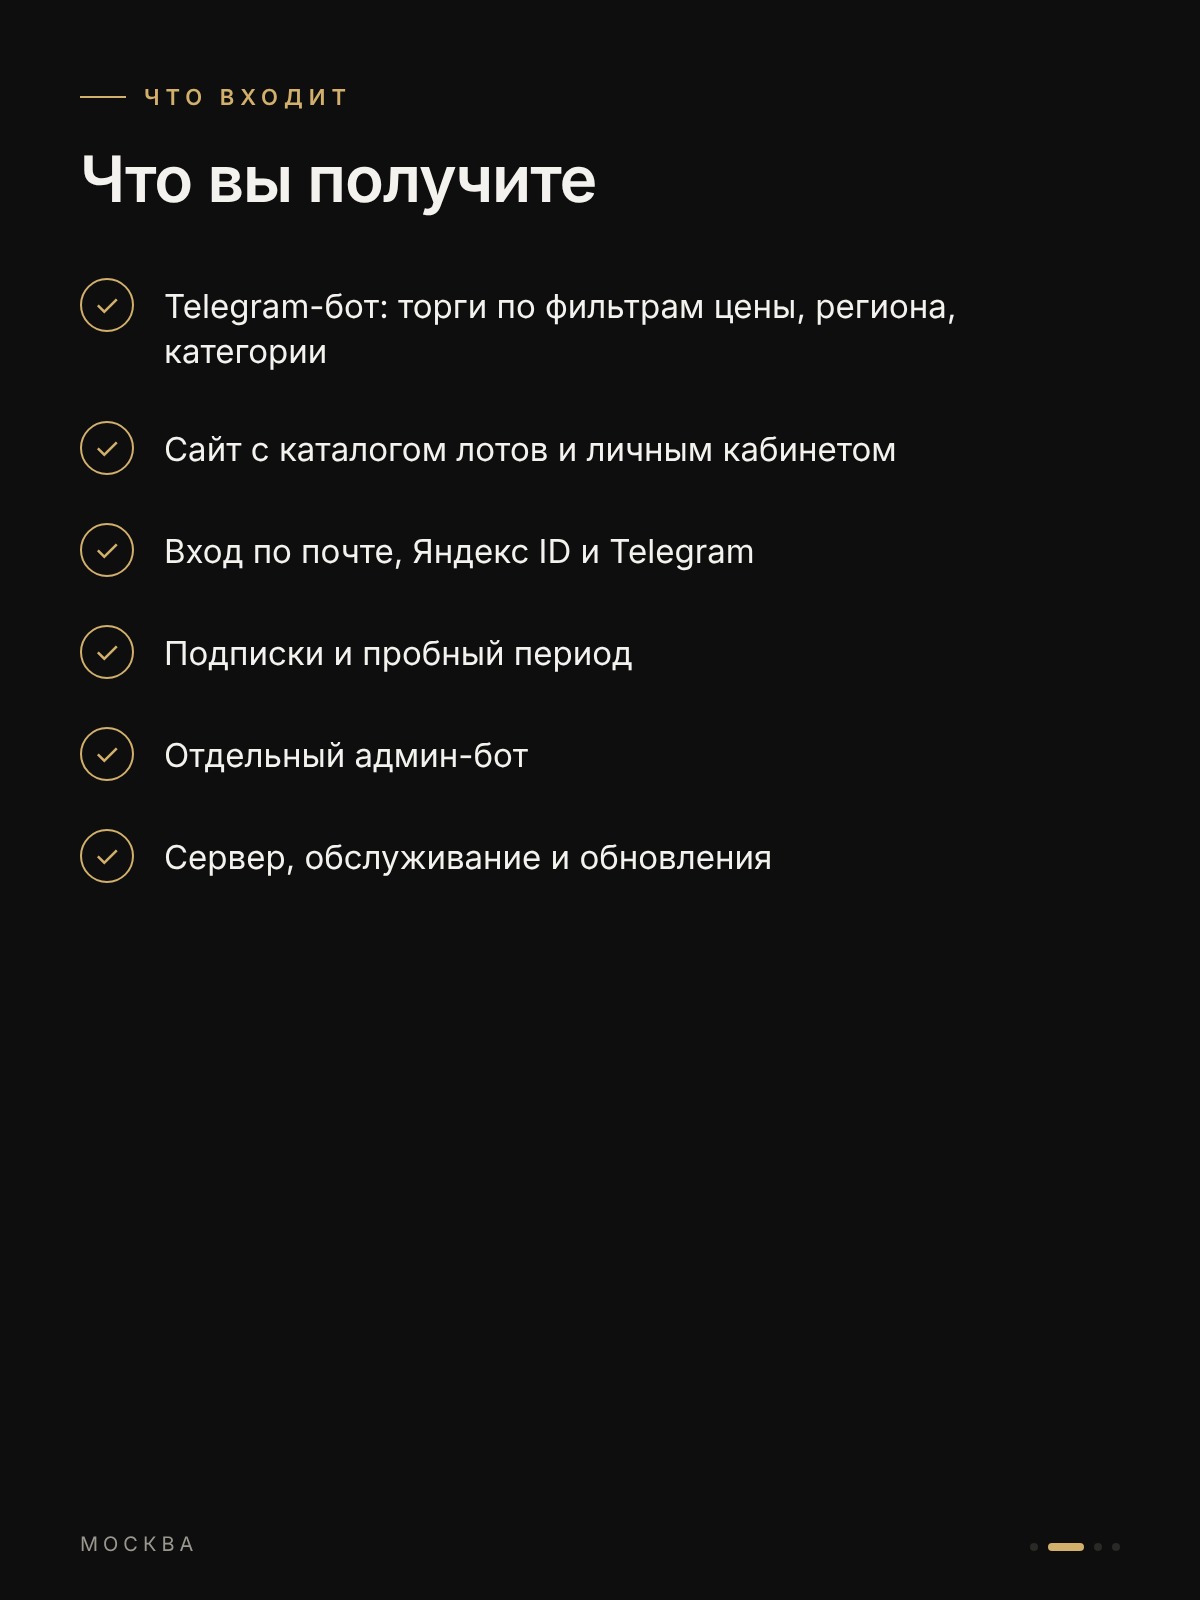 ЧТО ВХОДИТ
Что вы получите
Telegram-бот: торги по фильтрам цены, региона,
категории
Сайт с каталогом лотов и личным кабинетом
Вход по почте, Яндекс ID и Telegram
Подписки и пробный период
Отдельный админ-бот
Сервер, обслуживание и обновления
МОСКВА